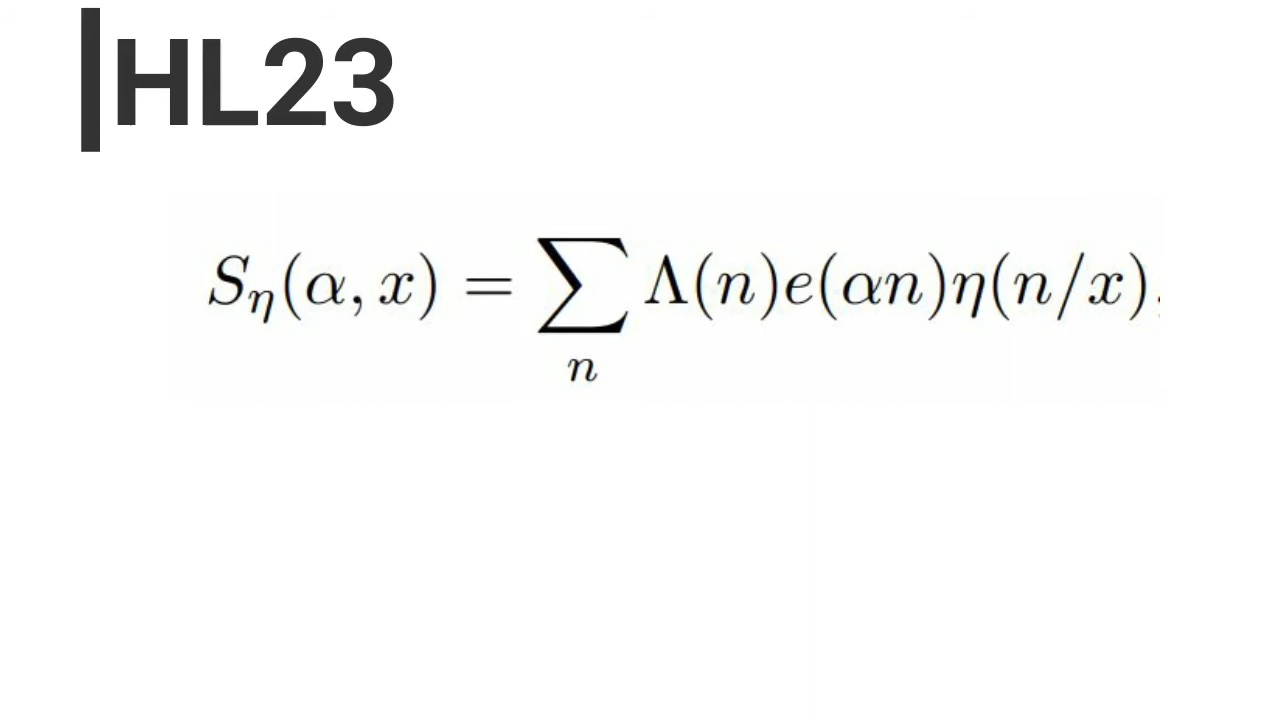 HL23
S_η(α, x) = ∑_n Λ(n)e(αn)η(n/x)